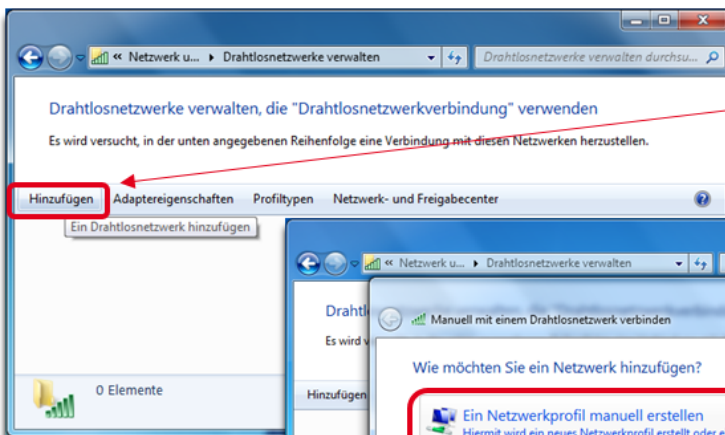 « Netzwerk u... ▸ Drahtlosnetzwerke verwalten
Drahtlosnetzwerke verwalten durchsu...
Drahtlosnetzwerke verwalten, die "Drahtlosnetzwerkverbindung" verwenden
Es wird versucht, in der unten angegebenen Reihenfolge eine Verbindung mit diesen Netzwerken herzustellen.
Hinzufügen Adaptereigenschaften Profiltypen Netzwerk- und Freigabecenter
Ein Drahtlosnetzwerk hinzufügen
0 Elemente
« Netzwerk u... ▸ Drahtlosnetzwerke verwalten
Drahtl
Es wird v
Hinzufügen
Manuell mit einem Drahtlosnetzwerk verbinden
Wie möchten Sie ein Netzwerk hinzufügen?
Ein Netzwerkprofil manuell erstellen
Hiermit wird ein neues Netzwerkprofil erstellt oder e